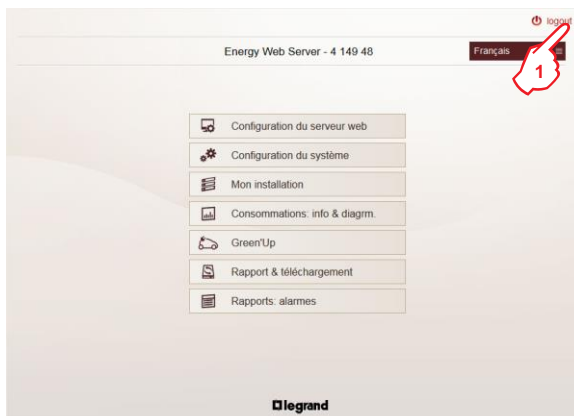 logout
Energy Web Server - 4 149 48
Français
1
Configuration du serveur web
Configuration du système
Mon installation
Consommations: info & diagrm.
Green'Up
Rapport & téléchargement
Rapports: alarmes
legrand